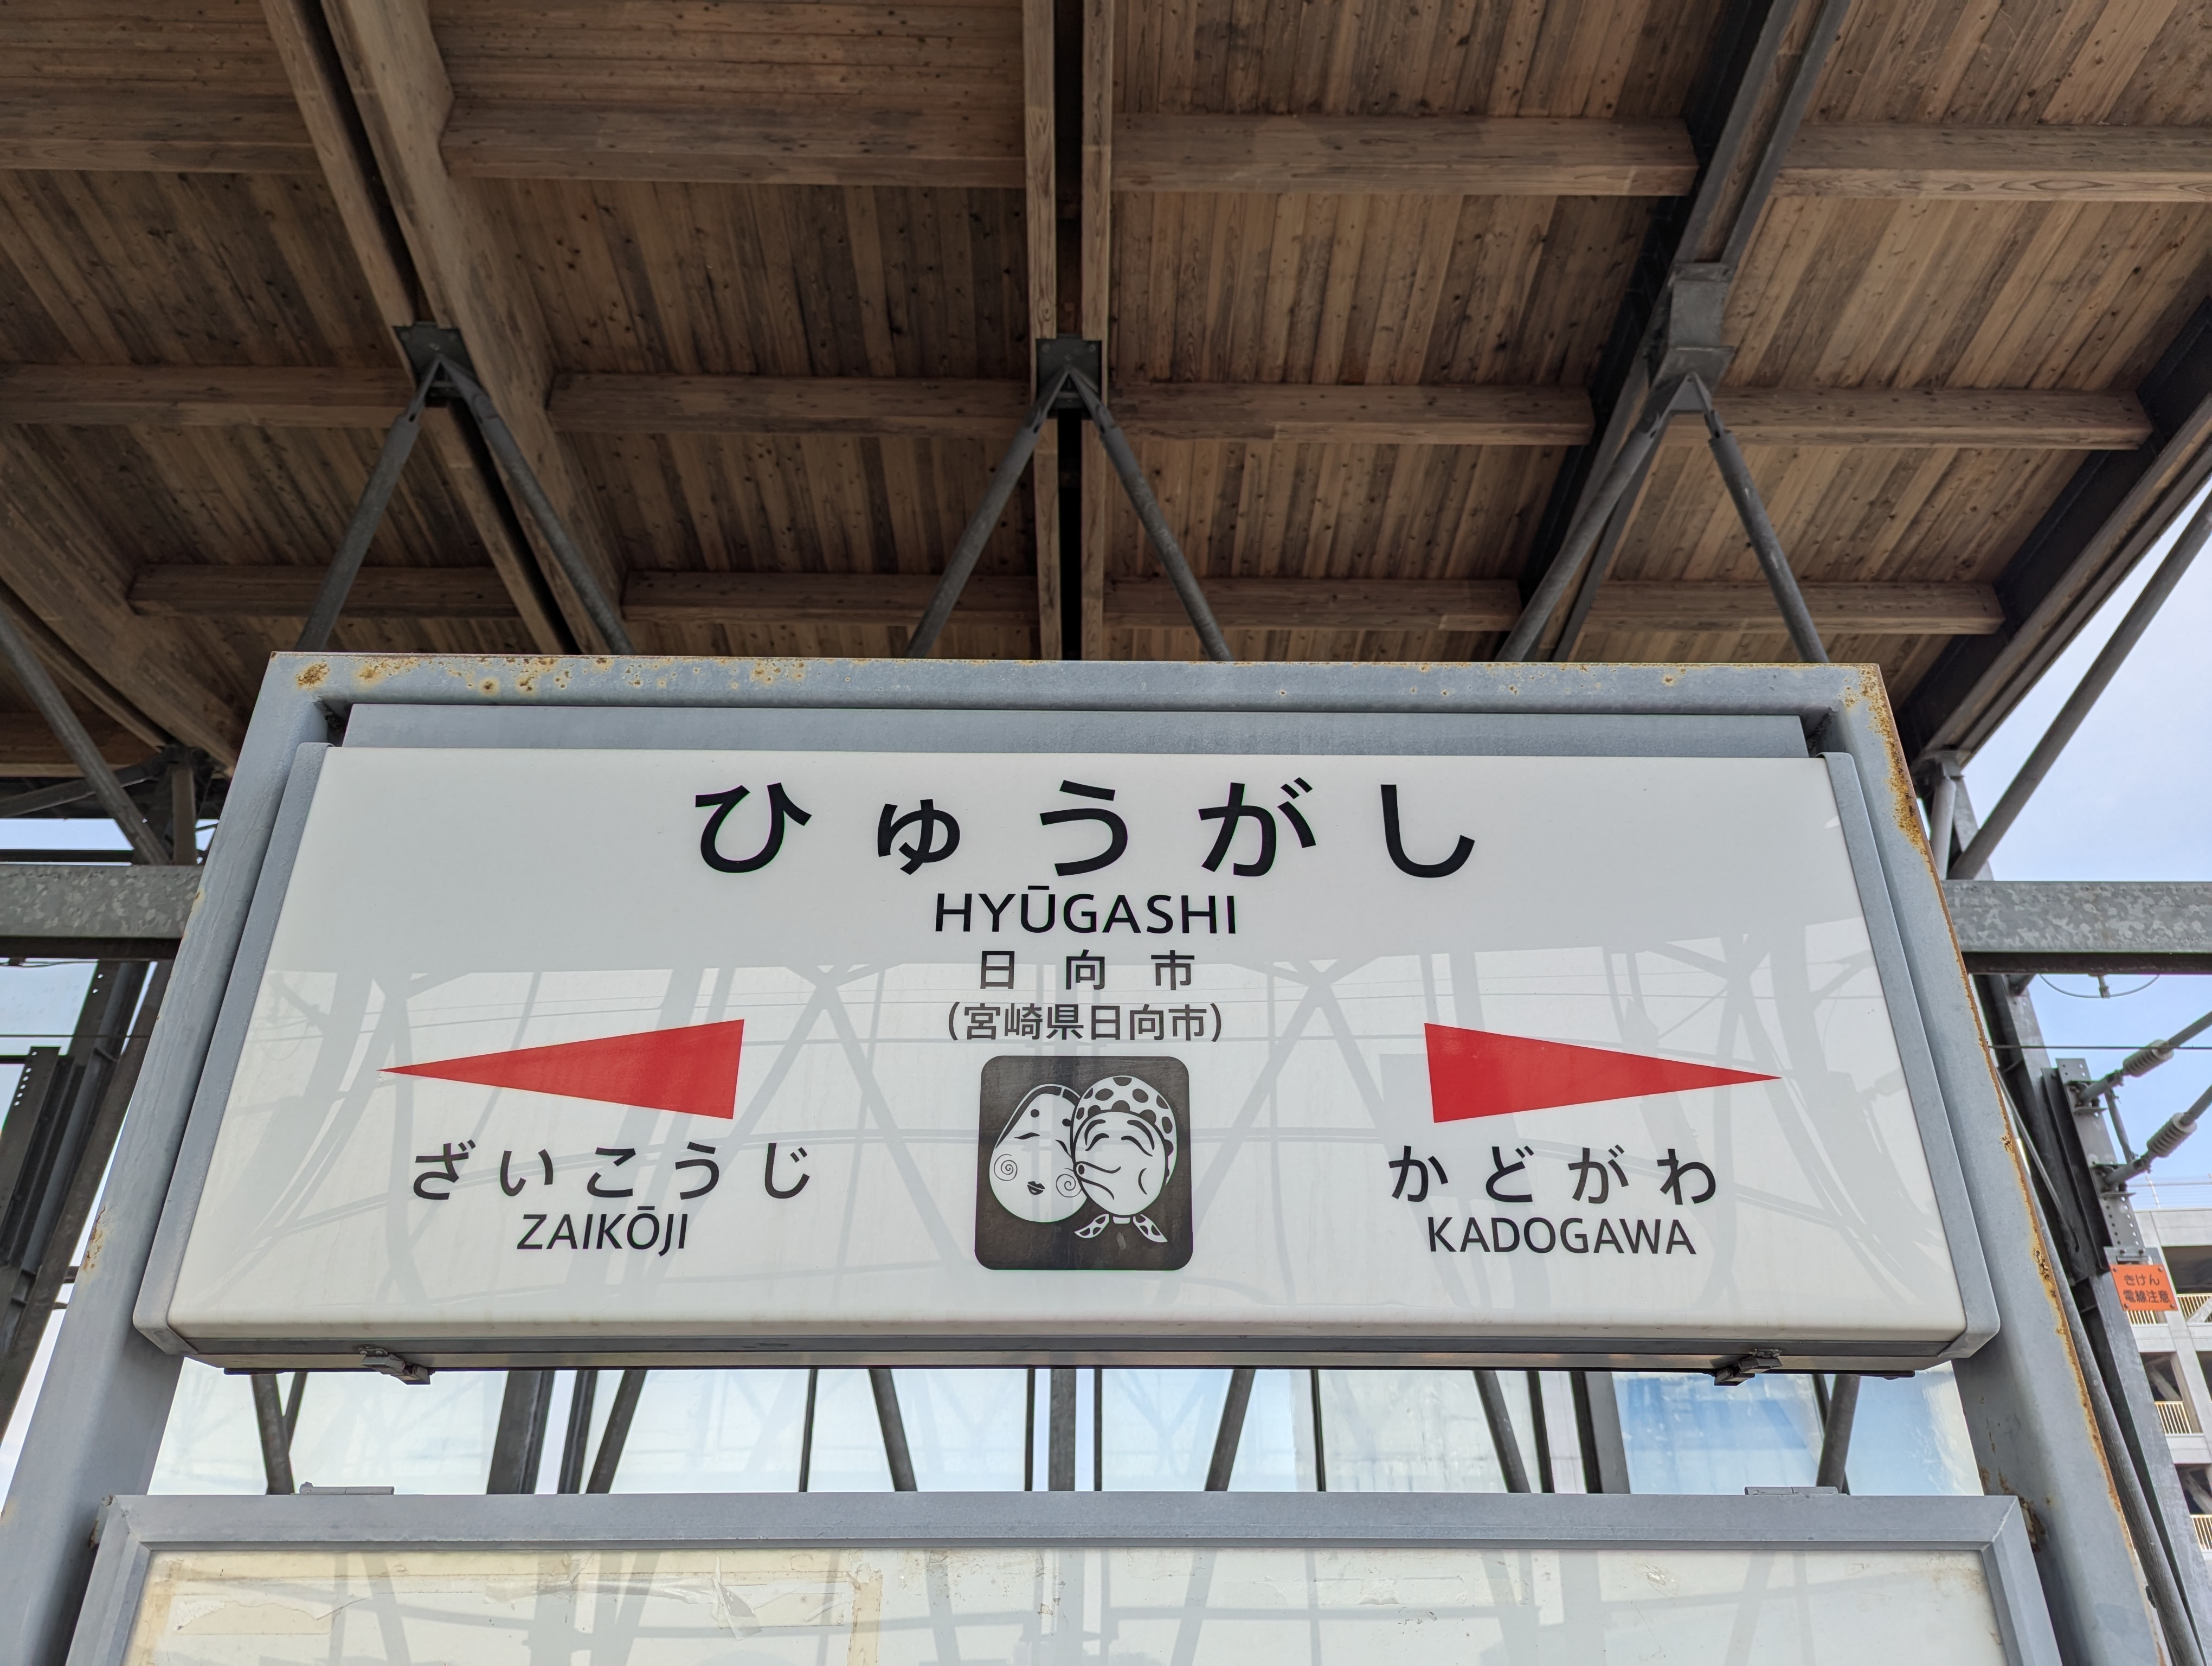 ひゅうがし
HYŪGASHI
日向市
(宮崎県日向市)
ざいこうじ
ZAIKŌJI
かどがわ
KADOGAWA
きけん
電線注意